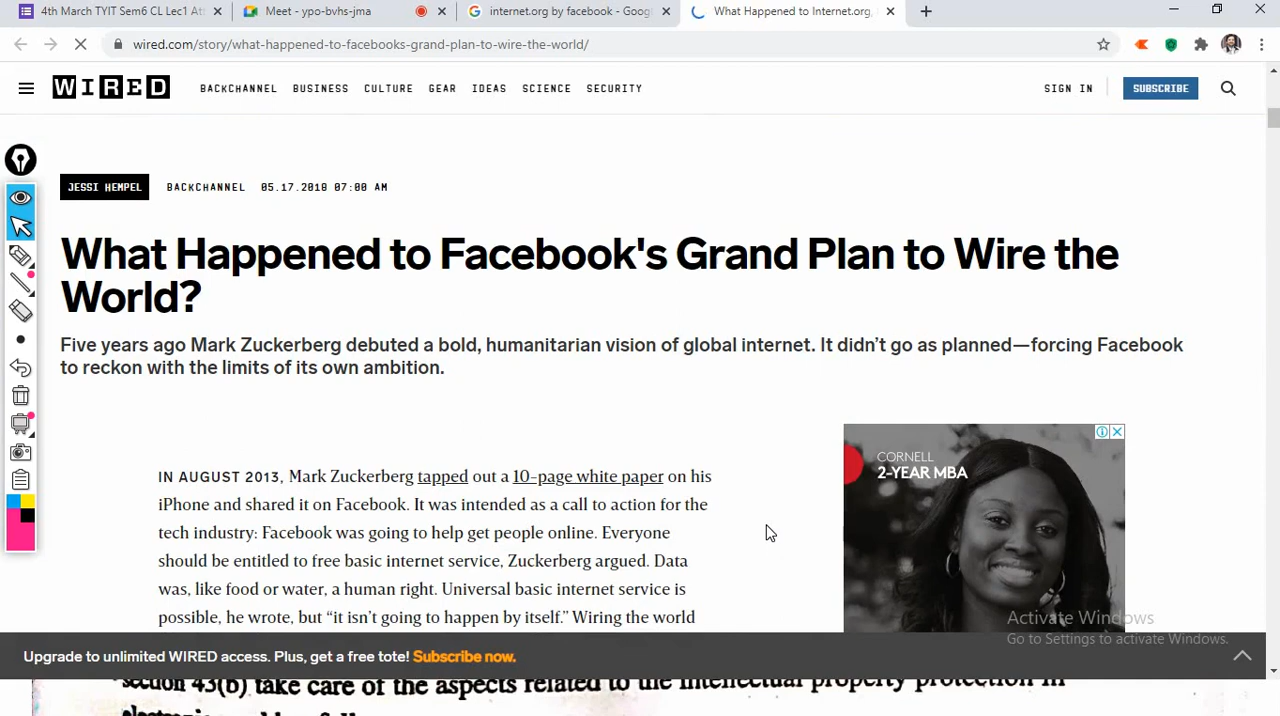 4th March TYIT Sem6 CL Lec1 At
Meet - ypo-bvhs-jma
internet.org by facebook - Goog
What Happened to Internet.org,
wired.com/story/what-happened-to-facebooks-grand-plan-to-wire-the-world/
WIRED
BACKCHANNEL BUSINESS CULTURE GEAR IDEAS SCIENCE SECURITY
SIGN IN
SUBSCRIBE
JESSI HEMPEL BACKCHANNEL 05.17.2018 07:00 AM
What Happened to Facebook's Grand Plan to Wire the
World?
Five years ago Mark Zuckerberg debuted a bold, humanitarian vision of global internet. It didn't go as planned—forcing Facebook
to reckon with the limits of its own ambition.
IN AUGUST 2013, Mark Zuckerberg tapped out a 10-page white paper on his
iPhone and shared it on Facebook. It was intended as a call to action for the
tech industry: Facebook was going to help get people online. Everyone
should be entitled to free basic internet service, Zuckerberg argued. Data
was, like food or water, a human right. Universal basic internet service is
possible, he wrote, but “it isn't going to happen by itself.” Wiring the world
CORNELL
2-YEAR MBA
Activate Windows
Go to Settings to activate Windows.
Upgrade to unlimited WIRED access. Plus, get a free tote! Subscribe now.
section 43(b) take care of the aspects related to the intellectual property protection in